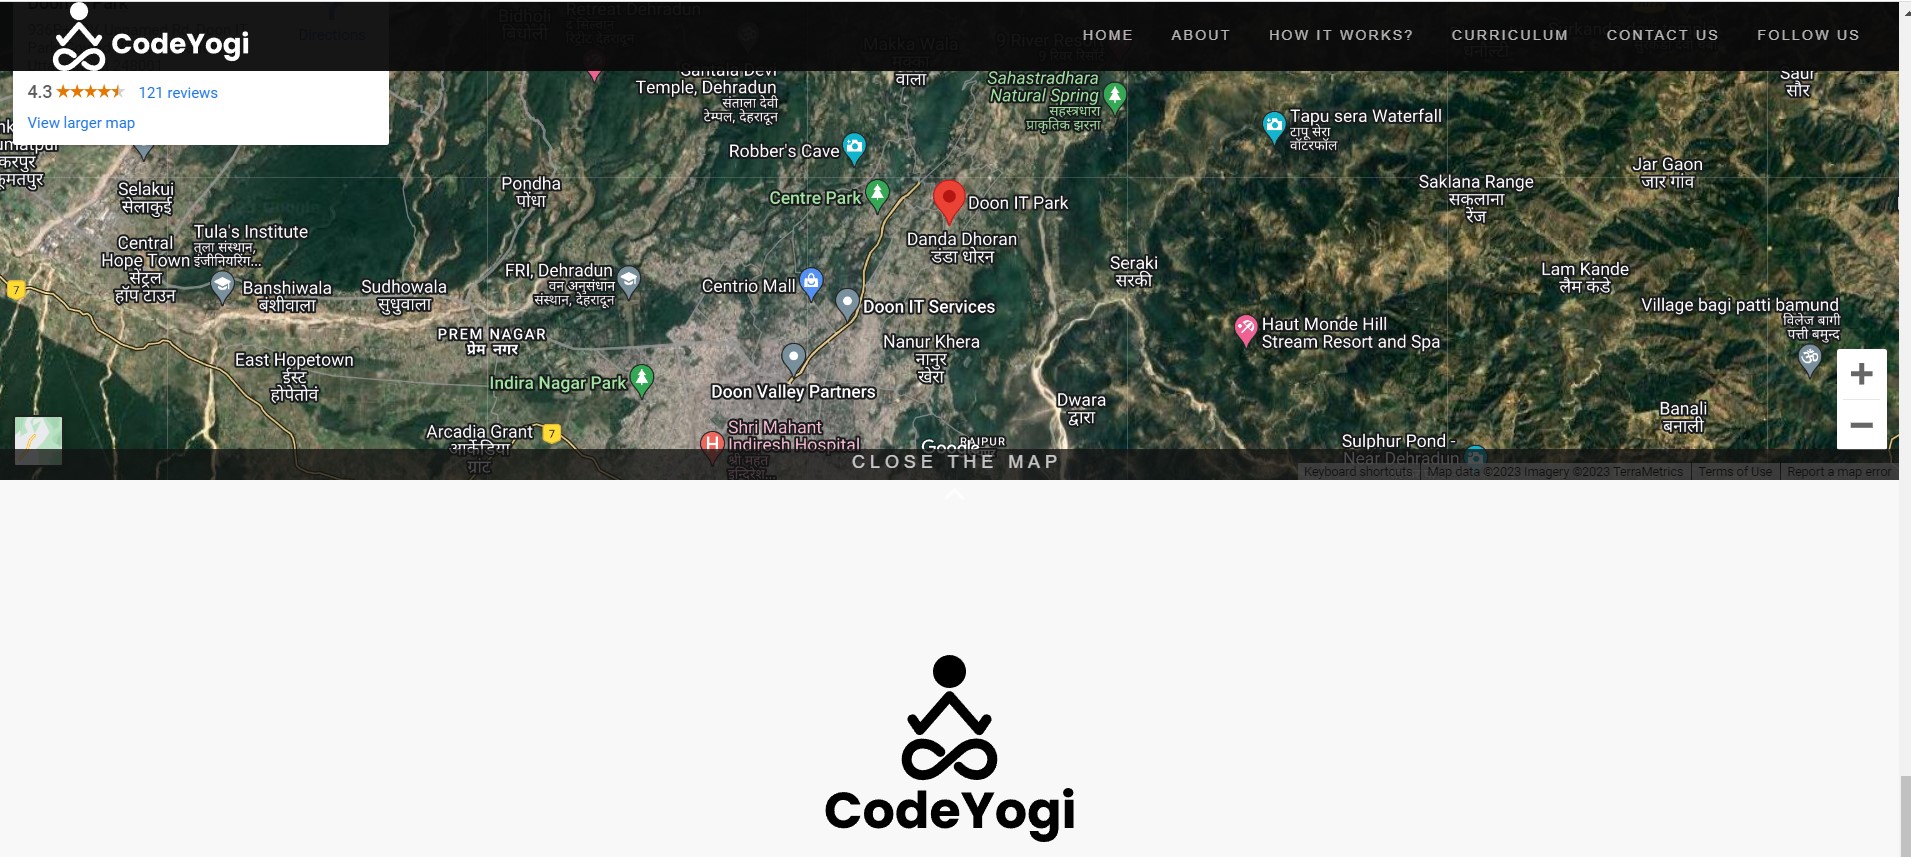 CodeYogi
HOME
ABOUT
HOW IT WORKS?
CURRICULUM
CONTACT US
FOLLOW US
Directions
4.3
121 reviews
View larger map
Santala Devi
Temple, Dehradun
संताला देवी
टेम्पल, देहरादून
वाला
Sahastradhara
Natural Spring
सहस्त्रधारा
प्राकृतिक झरना
Saur
सौर
Tapu sera Waterfall
टापू सेरा
वॉटरफॉल
Robber's Cave
Jar Gaon
जार गांव
Selakui
सेलाकुई
Pondha
पोंधा
Centre Park
Doon IT Park
Saklana Range
सकलाना
रेंज
Tula's Institute
तुला संस्थान,
इंजीनियरिंग...
Central
Hope Town
सेंट्रल
हॉप टाउन
Danda Dhoran
डंडा धोरन
Seraki
सरकी
Lam Kande
लैम कंडे
FRI, Dehradun
वन अनुसंधान
संस्थान, देहरादून
Banshiwala
बंशीवाला
Sudhowala
सुधुवाला
Centrio Mall
Doon IT Services
Village bagi patti bamund
विलेज बागी
पत्ती बमुन्द
7
PREM NAGAR
प्रेम नगर
Haut Monde Hill
Stream Resort and Spa
Nanur Khera
नानुर
खेरा
East Hopetown
ईस्ट
होपेतोवं
Indira Nagar Park
Doon Valley Partners
Dwara
द्वारा
Banali
बनाली
Arcadia Grant
आर्केडिया
ग्रांट
7
Shri Mahant
Indiresh Hospital
श्री महंत
Google
RAIPUR
Sulphur Pond -
Near Dehradun
CLOSE THE MAP
Keyboard shortcuts
Map data ©2023 Imagery ©2023 TerraMetrics
Terms of Use
Report a map error
CodeYogi